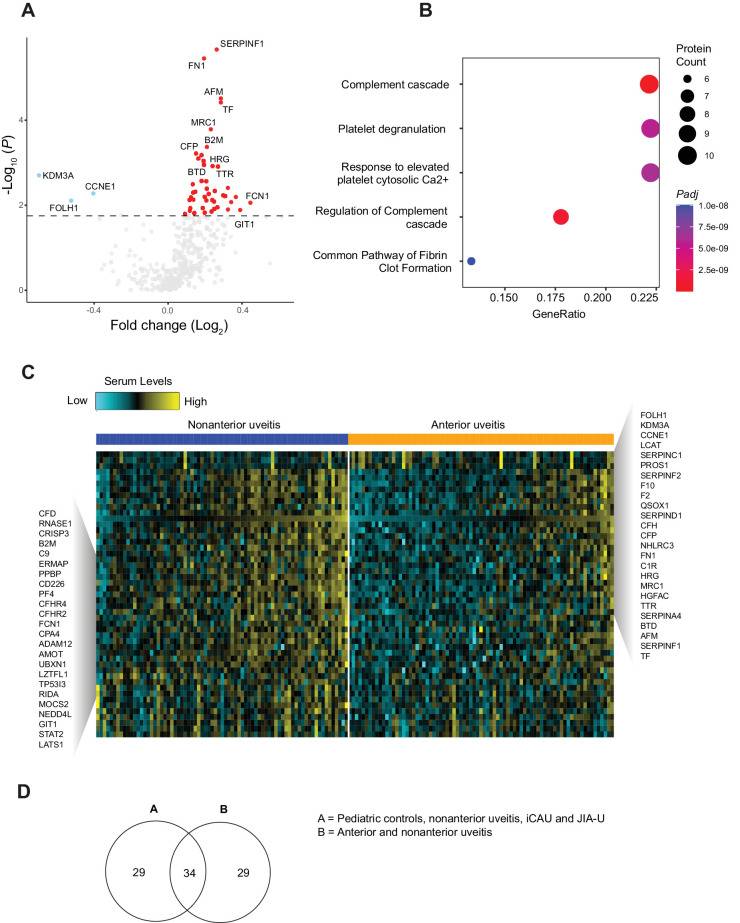 A
SERPINF1
FN1
AFM
TF
MRC1
CFP
B2M
HRG
BTD
TTR
KDM3A
CCNE1
FOLH1
FCN1
GIT1
-Log10 (P)
4
2
0
-0.4
0.0
0.4
Fold change (Log2)
B
Complement cascade
Platelet degranulation
Response to elevated
platelet cytosolic Ca2+
Regulation of Complement
cascade
Common Pathway of Fibrin
Clot Formation
0.150
0.175
0.200
0.225
GeneRatio
Protein
Count
6
7
8
9
10
Padj
1.0e-08
7.5e-09
5.0e-09
2.5e-09
C
Serum Levels
Low
High
Nonanterior uveitis
Anterior uveitis
CFD
RNASE1
CRISP3
B2M
C9
ERMAP
PPBP
CD226
PF4
CFHR4
CFHR2
FCN1
CPA4
ADAM12
AMOT
UBXN1
LZTFL1
TP53I3
RIDA
MOCS2
NEDD4L
GIT1
STAT2
LATS1
FOLH1
KDM3A
CCNE1
LCAT
SERPINC1
PROS1
SERPINF2
F10
F2
QSOX1
SERPIND1
CFH
CFP
NHLRC3
FN1
C1R
HRG
MRC1
HGFAC
TTR
SERPINA4
BTD
AFM
SERPINF1
TF
D
A
B
29
34
29
A = Pediatric controls, nonanterior uveitis, iCAU and JIA-U
B = Anterior and nonanterior uveitis